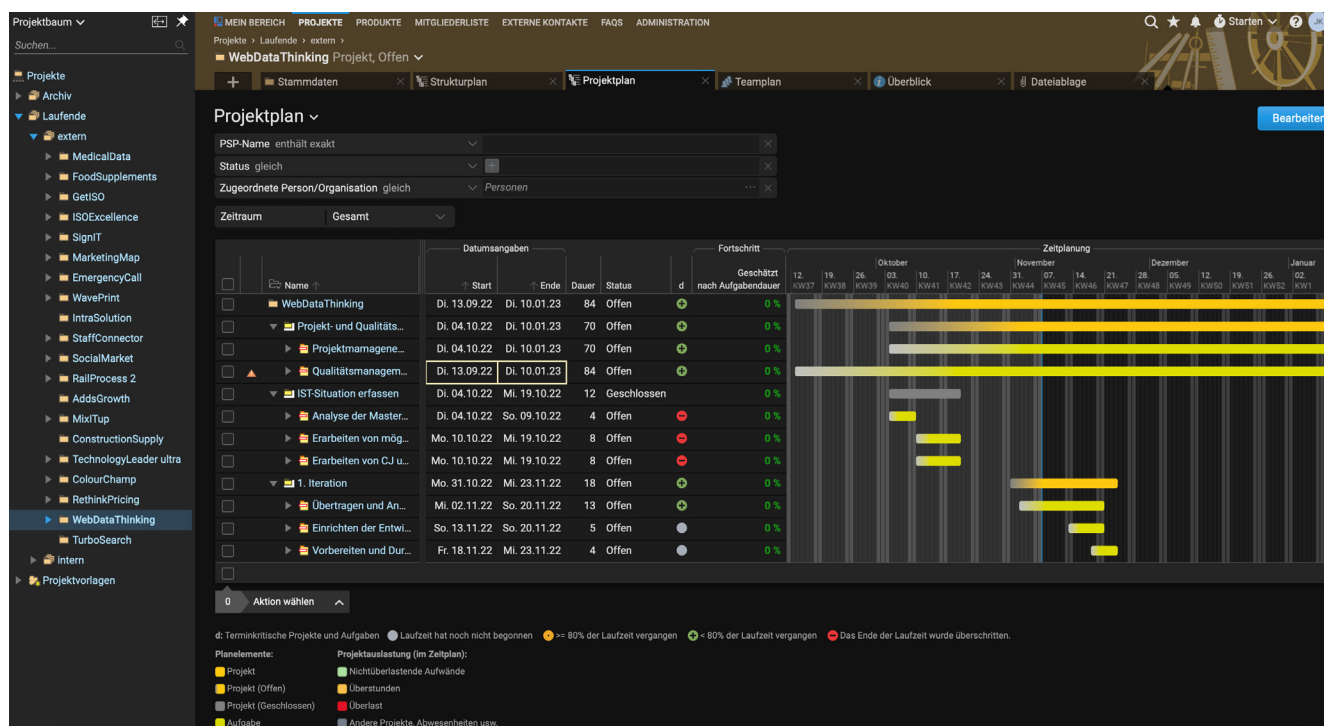 Projektbaum
Suchen...
Projekte
Archiv
Laufende
extern
MedicalData
FoodSupplements
GetISO
ISOExcellence
SignIT
MarketingMap
EmergencyCall
WavePrint
IntraSolution
StaffConnector
SocialMarket
RailProcess 2
AddsGrowth
MixITup
ConstructionSupply
TechnologyLeader ultra
ColourChamp
RethinkPricing
WebDataThinking
TurboSearch
intern
Projektvorlagen
MEIN BEREICH PROJEKTE PRODUKTE MITGLIEDERLISTE EXTERNE KONTAKTE FAQS ADMINISTRATION
Starten ? JK
Projekte › Laufende › extern ›
WebDataThinking Projekt, Offen
+ Stammdaten Strukturplan Projektplan Teamplan Überblick Dateiablage
Projektplan
Bearbeiten
PSP-Name enthält exakt
Status gleich
Zugeordnete Person/Organisation gleich Personen ...
Zeitraum Gesamt
Datumsangaben Fortschritt Zeitplanung
Oktober November Dezember Januar
Geschätzt
12. 19. 26. 03. 10. 17. 24. 31. 07. 14. 21. 28. 05. 12. 19. 26. 02.
Name Start Ende Dauer Status d nach Aufgabendauer KW37 KW38 KW39 KW40 KW41 KW42 KW43 KW44 KW45 KW46 KW47 KW48 KW49 KW50 KW51 KW52 KW1
WebDataThinking Di. 13.09.22 Di. 10.01.23 84 Offen 0 %
Projekt- und Qualitäts... Di. 04.10.22 Di. 10.01.23 70 Offen 0 %
Projektmamagene... Di. 04.10.22 Di. 10.01.23 70 Offen 0 %
Qualitätsmanagem... Di. 13.09.22 Di. 10.01.23 84 Offen 0 %
IST-Situation erfassen Di. 04.10.22 Mi. 19.10.22 12 Geschlossen 0 %
Analyse der Master... Di. 04.10.22 So. 09.10.22 4 Offen 0 %
Erarbeiten von mög... Mo. 10.10.22 Mi. 19.10.22 8 Offen 0 %
Erarbeiten von CJ u... Mo. 10.10.22 Mi. 19.10.22 8 Offen 0 %
1. Iteration Mo. 31.10.22 Mi. 23.11.22 18 Offen 0 %
Übertragen und An... Mi. 02.11.22 So. 20.11.22 13 Offen 0 %
Einrichten der Entwi... So. 13.11.22 So. 20.11.22 5 Offen 0 %
Vorbereiten und Dur... Fr. 18.11.22 Mi. 23.11.22 4 Offen 0 %
0 Aktion wählen
d: Terminkritische Projekte und Aufgaben Laufzeit hat noch nicht begonnen >= 80% der Laufzeit vergangen < 80% der Laufzeit vergangen Das Ende der Laufzeit wurde überschritten.
Planelemente: Projektauslastung (im Zeitplan):
Projekt Nichtüberlastende Aufwände
Projekt (Offen) Überstunden
Projekt (Geschlossen) Überlast
Aufgabe Andere Projekte, Abwesenheiten usw.